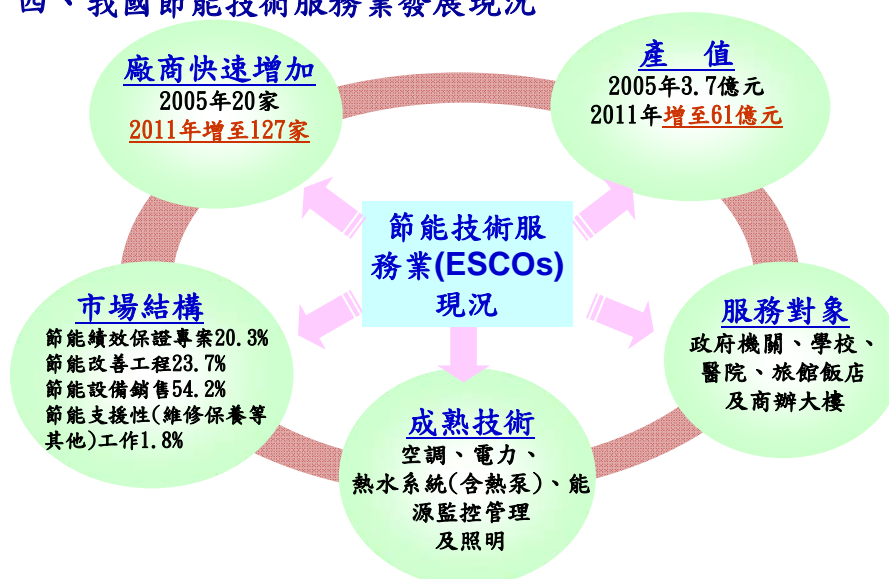 四、我國節能技術服務業發展現況
廠商快速增加
2005年20家
2011年增至127家
產 值
2005年3.7億元
2011年增至61億元
節能技術服
務業(ESCOs)
現況
市場結構
節能績效保證專案20.3%
節能改善工程23.7%
節能設備銷售54.2%
節能支援性(維修保養等
其他)工作1.8%
服務對象
政府機關、學校、
醫院、旅館飯店
及商辦大樓
成熟技術
空調、電力、
熱水系統(含熱泵)、能
源監控管理
及照明